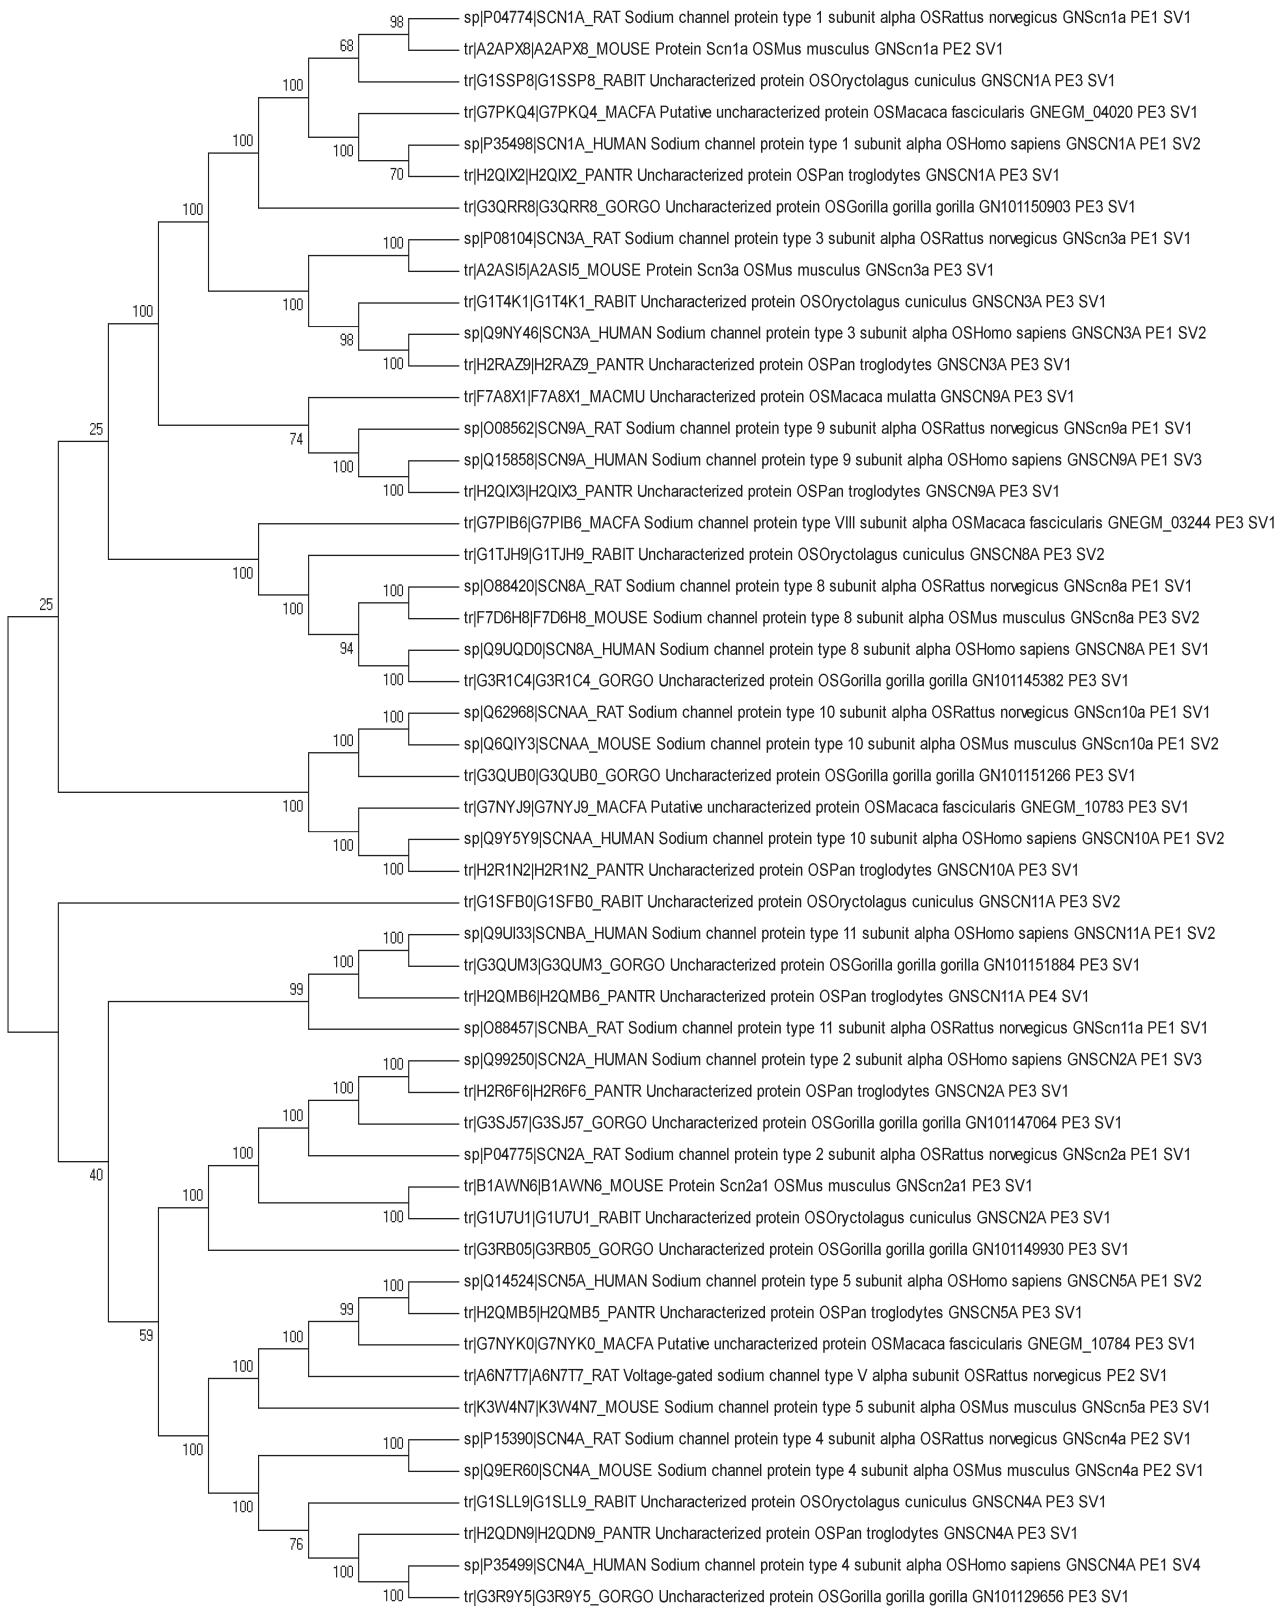 98
sp|P04774|SCN1A_RAT Sodium channel protein type 1 subunit alpha OSRattus norvegicus GNScn1a PE1 SV1
68
tr|A2APX8|A2APX8_MOUSE Protein Scn1a OSMus musculus GNScn1a PE2 SV1
100
tr|G1SSP8|G1SSP8_RABIT Uncharacterized protein OSOryctolagus cuniculus GNSCN1A PE3 SV1
tr|G7PKQ4|G7PKQ4_MACFA Putative uncharacterized protein OSMacaca fascicularis GNEGM_04020 PE3 SV1
100
100
sp|P35498|SCN1A_HUMAN Sodium channel protein type 1 subunit alpha OSHomo sapiens GNSCN1A PE1 SV2
70
tr|H2QIX2|H2QIX2_PANTR Uncharacterized protein OSPan troglodytes GNSCN1A PE3 SV1
100
tr|G3QRR8|G3QRR8_GORGO Uncharacterized protein OSGorilla gorilla gorilla GN101150903 PE3 SV1
100
sp|P08104|SCN3A_RAT Sodium channel protein type 3 subunit alpha OSRattus norvegicus GNScn3a PE1 SV1
tr|A2ASI5|A2ASI5_MOUSE Protein Scn3a OSMus musculus GNScn3a PE3 SV1
100
100
tr|G1T4K1|G1T4K1_RABIT Uncharacterized protein OSOryctolagus cuniculus GNSCN3A PE3 SV1
98
sp|Q9NY46|SCN3A_HUMAN Sodium channel protein type 3 subunit alpha OSHomo sapiens GNSCN3A PE1 SV2
100
tr|H2RAZ9|H2RAZ9_PANTR Uncharacterized protein OSPan troglodytes GNSCN3A PE3 SV1
tr|F7A8X1|F7A8X1_MACMU Uncharacterized protein OSMacaca mulatta GNSCN9A PE3 SV1
25
74
sp|O08562|SCN9A_RAT Sodium channel protein type 9 subunit alpha OSRattus norvegicus GNScn9a PE1 SV1
100
sp|Q15858|SCN9A_HUMAN Sodium channel protein type 9 subunit alpha OSHomo sapiens GNSCN9A PE1 SV3
100
tr|H2QIX3|H2QIX3_PANTR Uncharacterized protein OSPan troglodytes GNSCN9A PE3 SV1
tr|G7PIB6|G7PIB6_MACFA Sodium channel protein type VIII subunit alpha OSMacaca fascicularis GNEGM_03244 PE3 SV1
100
tr|G1TJH9|G1TJH9_RABIT Uncharacterized protein OSOryctolagus cuniculus GNSCN8A PE3 SV2
100
100
sp|O88420|SCN8A_RAT Sodium channel protein type 8 subunit alpha OSRattus norvegicus GNScn8a PE1 SV1
25
tr|F7D6H8|F7D6H8_MOUSE Sodium channel protein type 8 subunit alpha OSMus musculus GNScn8a PE3 SV2
94
sp|Q9UQD0|SCN8A_HUMAN Sodium channel protein type 8 subunit alpha OSHomo sapiens GNSCN8A PE1 SV1
100
tr|G3R1C4|G3R1C4_GORGO Uncharacterized protein OSGorilla gorilla gorilla GN101145382 PE3 SV1
100
sp|Q62968|SCNAA_RAT Sodium channel protein type 10 subunit alpha OSRattus norvegicus GNScn10a PE1 SV1
100
sp|Q6QIY3|SCNAA_MOUSE Sodium channel protein type 10 subunit alpha OSMus musculus GNScn10a PE1 SV2
tr|G3QUB0|G3QUB0_GORGO Uncharacterized protein OSGorilla gorilla gorilla GN101151266 PE3 SV1
100
tr|G7NYJ9|G7NYJ9_MACFA Putative uncharacterized protein OSMacaca fascicularis GNEGM_10783 PE3 SV1
100
sp|Q9Y5Y9|SCNAA_HUMAN Sodium channel protein type 10 subunit alpha OSHomo sapiens GNSCN10A PE1 SV2
100
tr|H2R1N2|H2R1N2_PANTR Uncharacterized protein OSPan troglodytes GNSCN10A PE3 SV1
tr|G1SFB0|G1SFB0_RABIT Uncharacterized protein OSOryctolagus cuniculus GNSCN11A PE3 SV2
100
sp|Q9UI33|SCNBA_HUMAN Sodium channel protein type 11 subunit alpha OSHomo sapiens GNSCN11A PE1 SV2
100
tr|G3QUM3|G3QUM3_GORGO Uncharacterized protein OSGorilla gorilla gorilla GN101151884 PE3 SV1
99
tr|H2QMB6|H2QMB6_PANTR Uncharacterized protein OSPan troglodytes GNSCN11A PE4 SV1
sp|O88457|SCNBA_RAT Sodium channel protein type 11 subunit alpha OSRattus norvegicus GNScn11a PE1 SV1
100
sp|Q99250|SCN2A_HUMAN Sodium channel protein type 2 subunit alpha OSHomo sapiens GNSCN2A PE1 SV3
100
tr|H2R6F6|H2R6F6_PANTR Uncharacterized protein OSPan troglodytes GNSCN2A PE3 SV1
100
tr|G3SJ57|G3SJ57_GORGO Uncharacterized protein OSGorilla gorilla gorilla GN101147064 PE3 SV1
100
sp|P04775|SCN2A_RAT Sodium channel protein type 2 subunit alpha OSRattus norvegicus GNScn2a PE1 SV1
40
tr|B1AWN6|B1AWN6_MOUSE Protein Scn2a1 OSMus musculus GNScn2a1 PE3 SV1
100
100
tr|G1U7U1|G1U7U1_RABIT Uncharacterized protein OSOryctolagus cuniculus GNSCN2A PE3 SV1
tr|G3RB05|G3RB05_GORGO Uncharacterized protein OSGorilla gorilla gorilla GN101149930 PE3 SV1
100
sp|Q14524|SCN5A_HUMAN Sodium channel protein type 5 subunit alpha OSHomo sapiens GNSCN5A PE1 SV2
99
tr|H2QMB5|H2QMB5_PANTR Uncharacterized protein OSPan troglodytes GNSCN5A PE3 SV1
59
100
tr|G7NYK0|G7NYK0_MACFA Putative uncharacterized protein OSMacaca fascicularis GNEGM_10784 PE3 SV1
100
tr|A6N7T7|A6N7T7_RAT Voltage-gated sodium channel type V alpha subunit OSRattus norvegicus PE2 SV1
tr|K3W4N7|K3W4N7_MOUSE Sodium channel protein type 5 subunit alpha OSMus musculus GNScn5a PE3 SV1
100
100
sp|P15390|SCN4A_RAT Sodium channel protein type 4 subunit alpha OSRattus norvegicus GNScn4a PE2 SV1
sp|Q9ER60|SCN4A_MOUSE Sodium channel protein type 4 subunit alpha OSMus musculus GNScn4a PE2 SV1
100
tr|G1SLL9|G1SLL9_RABIT Uncharacterized protein OSOryctolagus cuniculus GNSCN4A PE3 SV1
76
tr|H2QDN9|H2QDN9_PANTR Uncharacterized protein OSPan troglodytes GNSCN4A PE3 SV1
100
sp|P35499|SCN4A_HUMAN Sodium channel protein type 4 subunit alpha OSHomo sapiens GNSCN4A PE1 SV4
100
tr|G3R9Y5|G3R9Y5_GORGO Uncharacterized protein OSGorilla gorilla gorilla GN101129656 PE3 SV1